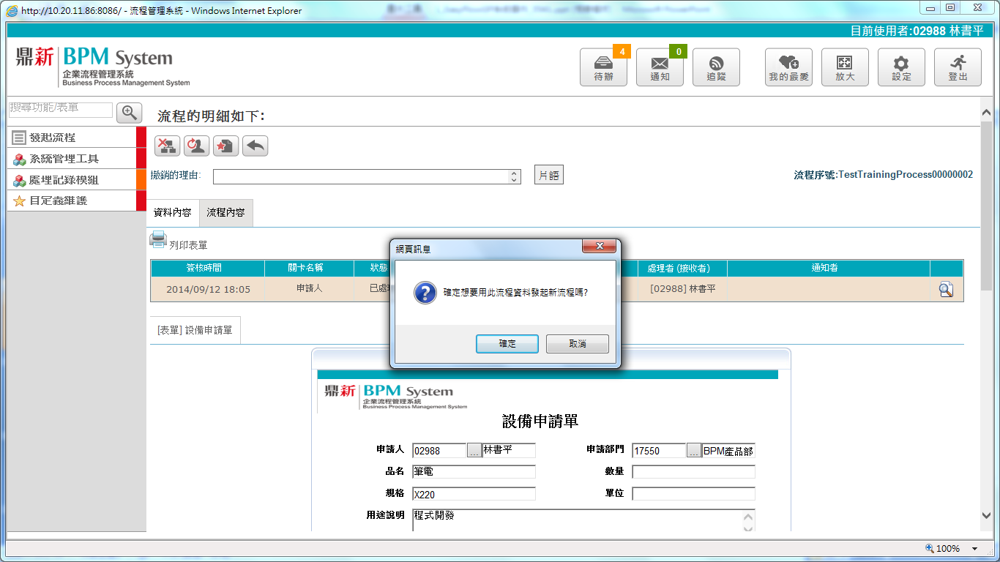 http://10.20.11.86:8086/ - 流程管理系統 - Windows Internet Explorer
目前使用者:02988 林書平
鼎新 BPM System
企業流程管理系統
Business Process Management System
4
0
待辦 通知 追蹤 我的最愛 放大 設定 登出
搜尋功能/表單
發起流程
系統管理工具
處理記錄模組
自定義維護
流程的明細如下:
撤銷的理由:
片語
流程序號:TestTrainingProcess00000002
資料內容 流程內容
列印表單
簽核時間 關卡名稱 狀態 處理者 (接收者) 通知者
2014/09/12 18:05 申請人 已處 [02988] 林書平
網頁訊息
確定想要用此流程資料發起新流程嗎?
確定 取消
[表單] 設備申請單
鼎新 BPM System
企業流程管理系統
Business Process Management System
設備申請單
申請人 02988 ... 林書平 申請部門 17550 ... BPM產品部
品名 筆電 數量
規格 X220 單位
用途說明 程式開發
100%